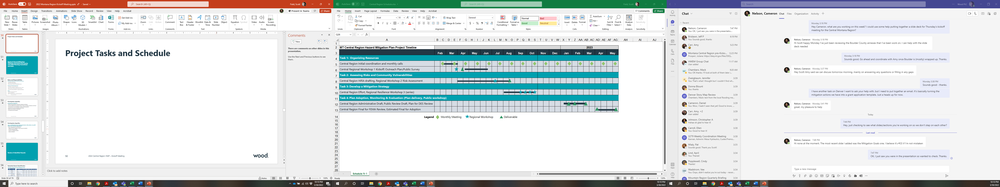 AutoSave On
2022 Montana Region Kickoff Meeting.pptx
Saved
Search (Alt+Q)
Field, Scott
File Home Insert Design Transitions Animations Slide Show Record Review View Help Acrobat
Present in Teams
Share
New Slide
Reuse Slides
Table
Pictures
Screenshot
Photo Album
Shapes
Icons
3D Models
SmartArt
Chart
Forms
Get Add-ins
My Add-ins
Zoom
Link
Action
Comment
Text Box
Header & Footer
WordArt
Date & Time
Slide Number
Object
Equation
Symbol
Video
Audio
Screen Recording
Slides Tables Images Illustrations Forms Add-ins Links Comments Text Symbols Media
50
Project Tasks and Schedule
51
Regional Hazard Mitigation
Planning Committee and County
and Tribal Planning Committees
and Roles
52
Roles and Responsibilities
53
Participation Specifics
54
Participation Specifics
55
Review of Identified Hazards
56
Statewide Hazard Identification
Project Tasks and Schedule
50
2022 Central Region HMP – Kickoff Meeting
wood.
Comments
New
There are comments on other slides in this
presentation.
Use the Next and Previous buttons to see
them.
Click to add notes
Slide 50 of 79
Notes
100%
Type here to search
10:10 PM
3/30/2022
AutoSave Off
Central Region Schedule.xlsx
Search (Alt+Q)
Field, Scott
File Home Insert Page Layout Formulas Data Review View Help Acrobat
Comments
Share
Paste
Cut
Copy
Format Painter
Arial
10
Wrap Text
Merge & Center
General
Conditional Formatting
Format as Table
Normal
Bad
Good
Neutral
Insert
Delete
Format
AutoSum
Fill
Clear
Sort & Filter
Find & Select
Analyze Data
Sensitivity
Undo Clipboard Font Alignment Number Styles Cells Editing Analysis Sensitivity
Q26
A B C D E F G H I J K L M N O P Q R S T U V W X Y Z AA AB AC AD AE AF AG AH AI AJ
1
2 MT Central Region Hazard Mitigation Plan Project Timeline 2023
3 Feb Mar Apr May Jun Jul Aug Sep Oct Nov Dec Jan Feb Mar Apr May
4 Task 1: Organizing Resources
5 Central Region Initial coordination and monthly calls
6 Central Regional Workshop 1 Kickoff; Outreach Plan/Public Survey
7 Task 2: Assessing Risks and Community Vulnerabilities
8 Central Region HIRA drafting, Regional Workshop 2 Risk Assessment
9 Task 3: Develop a Mitigation Strategy
10 Central Region Effort, Regional Resilience Workshop 3 (series)
11 Task 4: Plan Adoption, Monitoring & Evaluation (Plan delivery, Public workshop)
12 Central Region Administrative Draft, Public Review Draft, Plan for DES Review
13 Central Region Final for FEMA Review, Estimated Final for Adoption
14 Legend Monthly Meeting Regional Workshop Deliverable
15
16
17
18
19
20
21
22
23
24
25
26
27
28
Schedule Yr 1
Ready
130%
10:10 PM
3/30/2022
Search
Wood PLC
Activity
Chat
Teams
Calendar
Calls
Files
Apps
Help
Chat
Recent
Nelson, Cameron 7:47 PM
You: OK, I just saw you were in the presentatio...
Brislawn, Jeff P 6:19 PM
You: Sounds good, thanks
Carr, Amy 5:23 PM
Montana Central Region pre-Kicko... 12:25 PM
Prosperi, Juliana: https://deq.mt.gov/files/DEQ...
HMEM Group Chat 11:17 AM
User added
Chambers, Mack 9:20 AM
You: OK thanks. I'll look at both of them later i...
Zweigbaum, Jennifer 3/29
You: That's what I thought but I couldn't find wh...
Donna Blount 3/29
You: thanks
Denver Story Map Review 3/29
Chambers, Mack: text from the local flooding me...
Cameron, Daniel 3/29
You: Wow, I hadn't seen that yet! Good to know, ...
Carr, Amy, +2 3/29
User added
Johnson, Christopher A 3/29
Hahaa ok glad to hear it!
Carroll, Ellen 3/28
You: Good to hear it!
3279 Weekly Coordination Meeting 3/28
Kannan, Ashwini: Mesa Hydraulics, Custer/Fremo...
Mialy, Pat 3/25
Sounds good. Thank you Scott!
Lind, April 3/24
You: Thansk!
Popplewell, Cindy 3/24
Thanks!
Wadstrom, Vee 3/24
You: Oops, didn't realize you're out today - never...
Mountain Region Quarterly Briefing 3/24
Nelson, Cameron Chat Files Organization Activity
Monday 3:16 PM
Hey Cameron, what are you working on this week? I could use some help putting together a slide deck for Thursday's kickoff
meeting for the Central Montana Region?
Nelson, Cameron Monday 3:18 PM
Hi Scott happy Monday I've just been reviewing the Boulder County annexes that I've been work on. I can help with the slide
deck needed
Monday 3:18 PM
Sounds good. Go ahead and coordinate with Amy once Boulder is (mostly) wrapped up. Thanks.
Nelson, Cameron Monday 3:37 PM
Hey Scott Amy said we can discuss tomorrow morning, mainly on answering any questions or filling in any gaps
Monday 3:38 PM
Sounds good - thanks.
I have another task on Denver I want to ask your help with, but I need to put together an email. It's basically turning the
mitigation actions we have into a grant application template. Just a heads up for now.
Nelson, Cameron Monday 3:41 PM
great, my pleasure to help
Today
7:44 PM
Hey, just checking to see what slides/sections you're working on so we don't step on each other?
Last read
Nelson, Cameron 7:46 PM
Hi none at the moment. The most recent slide I added was the Mitigation Goals one, I believe it's #33 if I'm not mistaken
7:47 PM
OK, I just saw you were in the presentation so wanted to check. Thanks.
Type a new message
10:10 PM
3/30/2022